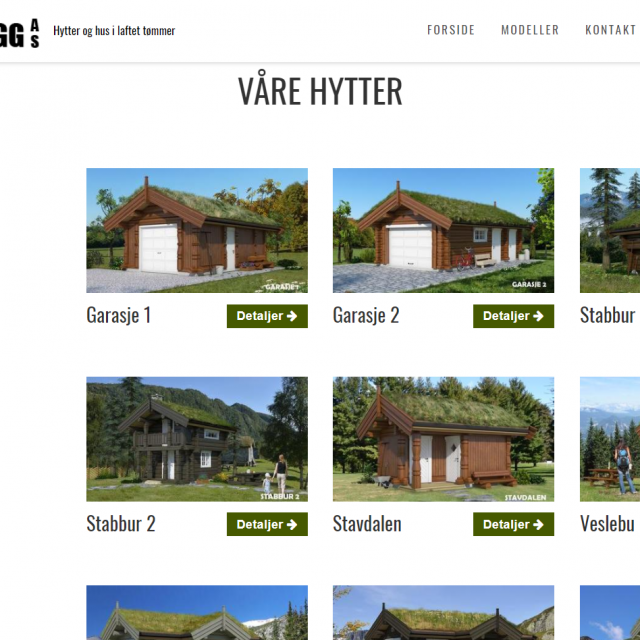 GG AS
Hytter og hus i laftet tømmer
FORSIDE MODELLER KONTAKT
VÅRE HYTTER
GARASJE 1
GARASJE 2
Garasje 1
Detaljer
Garasje 2
Detaljer
Stabbur
STABBUR 2
STAVDALEN
Stabbur 2
Detaljer
Stavdalen
Detaljer
Veslebu